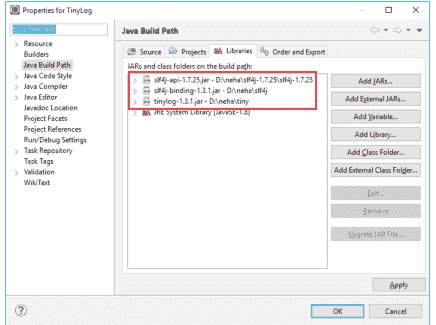 Properties for TinyLog
Java Build Path
Resource
Builders
Java Build Path
Java Code Style
Java Compiler
Java Editor
Javadoc Location
Project Facets
Project References
Run/Debug Settings
Task Repository
Task Tags
Validation
WikiText
Source
Projects
Libraries
Order and Export
JARs and class folders on the build path:
slf4j-api-1.7.25.jar - D:\neha\slf4j-1.7.25\slf4j-1.7.25
slf4j-binding-1.3.1.jar - D:\neha\slf4j
tinylog-1.3.1.jar - D:\neha\tiny
JRE System Library [JavaSE-1.8]
Add JARs...
Add External JARs...
Add Variable...
Add Library...
Add Class Folder...
Add External Class Folder...
Edit...
Remove
Migrate JAR File...
Apply
OK
Cancel